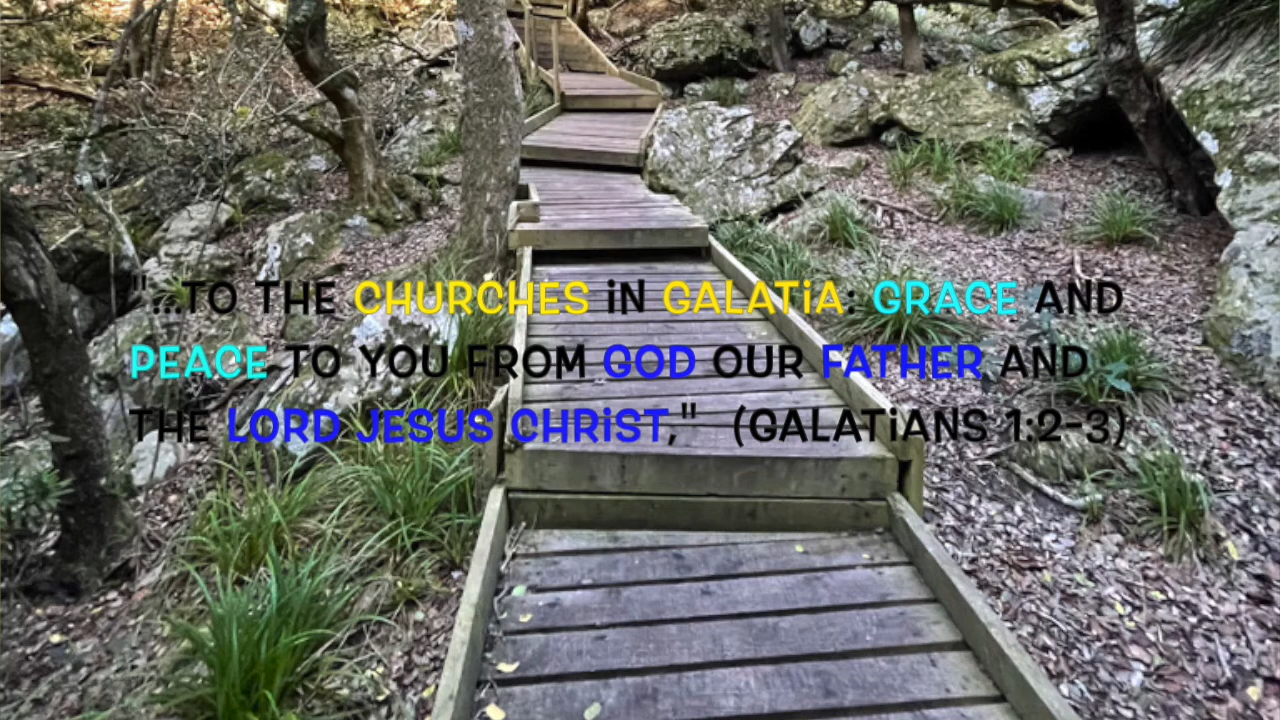 "...TO THE CHURCHES iN GALATiA: GRACE AND
PEACE TO YOU FROM GOD OUR FATHER AND
THE LORD JESUS CHRiST," (GALATiANS 1:2-3)